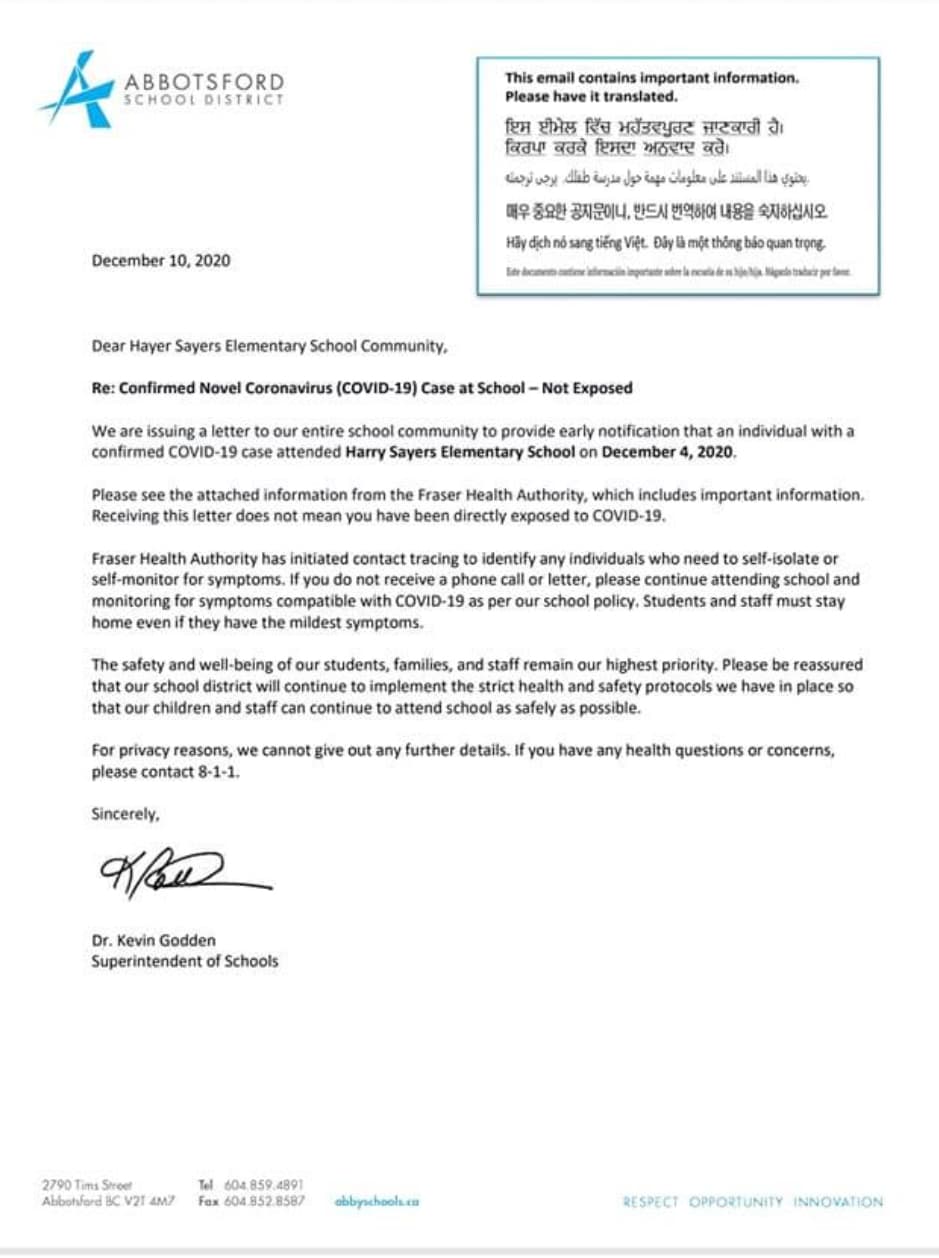 ABBOTSFORD
SCHOOL DISTRICT
This email contains important information.
Please have it translated.
ਇਸ ਈਮੇਲ ਵਿੱਚ ਮਹੱਤਵਪੂਰਣ ਜਾਣਕਾਰੀ ਹੈ।
ਕਿਰਪਾ ਕਰਕੇ ਇਸਦਾ ਅਨੁਵਾਦ ਕਰੋ।
يحتوي هذا المستند على معلومات مهمة حول مدرسة طفلك. يرجى ترجمته.
매우 중요한 공지문이니, 반드시 번역하여 내용을 숙지하십시오.
Hãy dịch nó sang tiếng Việt. Đây là một thông báo quan trọng.
Este documento contiene información importante sobre la escuela de su hijo/hija. Hágaolo traducir por favor.
December 10, 2020
Dear Hayer Sayers Elementary School Community,
Re: Confirmed Novel Coronavirus (COVID-19) Case at School – Not Exposed
We are issuing a letter to our entire school community to provide early notification that an individual with a
confirmed COVID-19 case attended Harry Sayers Elementary School on December 4, 2020.
Please see the attached information from the Fraser Health Authority, which includes important information.
Receiving this letter does not mean you have been directly exposed to COVID-19.
Fraser Health Authority has initiated contact tracing to identify any individuals who need to self-isolate or
self-monitor for symptoms. If you do not receive a phone call or letter, please continue attending school and
monitoring for symptoms compatible with COVID-19 as per our school policy. Students and staff must stay
home even if they have the mildest symptoms.
The safety and well-being of our students, families, and staff remain our highest priority. Please be reassured
that our school district will continue to implement the strict health and safety protocols we have in place so
that our children and staff can continue to attend school as safely as possible.
For privacy reasons, we cannot give out any further details. If you have any health questions or concerns,
please contact 8-1-1.
Sincerely,
Dr. Kevin Godden
Superintendent of Schools
2790 Tims Street Tel 604.859.4891
Abbotsford BC V2T 4M7 Fax 604.852.8587 abbyschools.ca RESPECT OPPORTUNITY INNOVATION